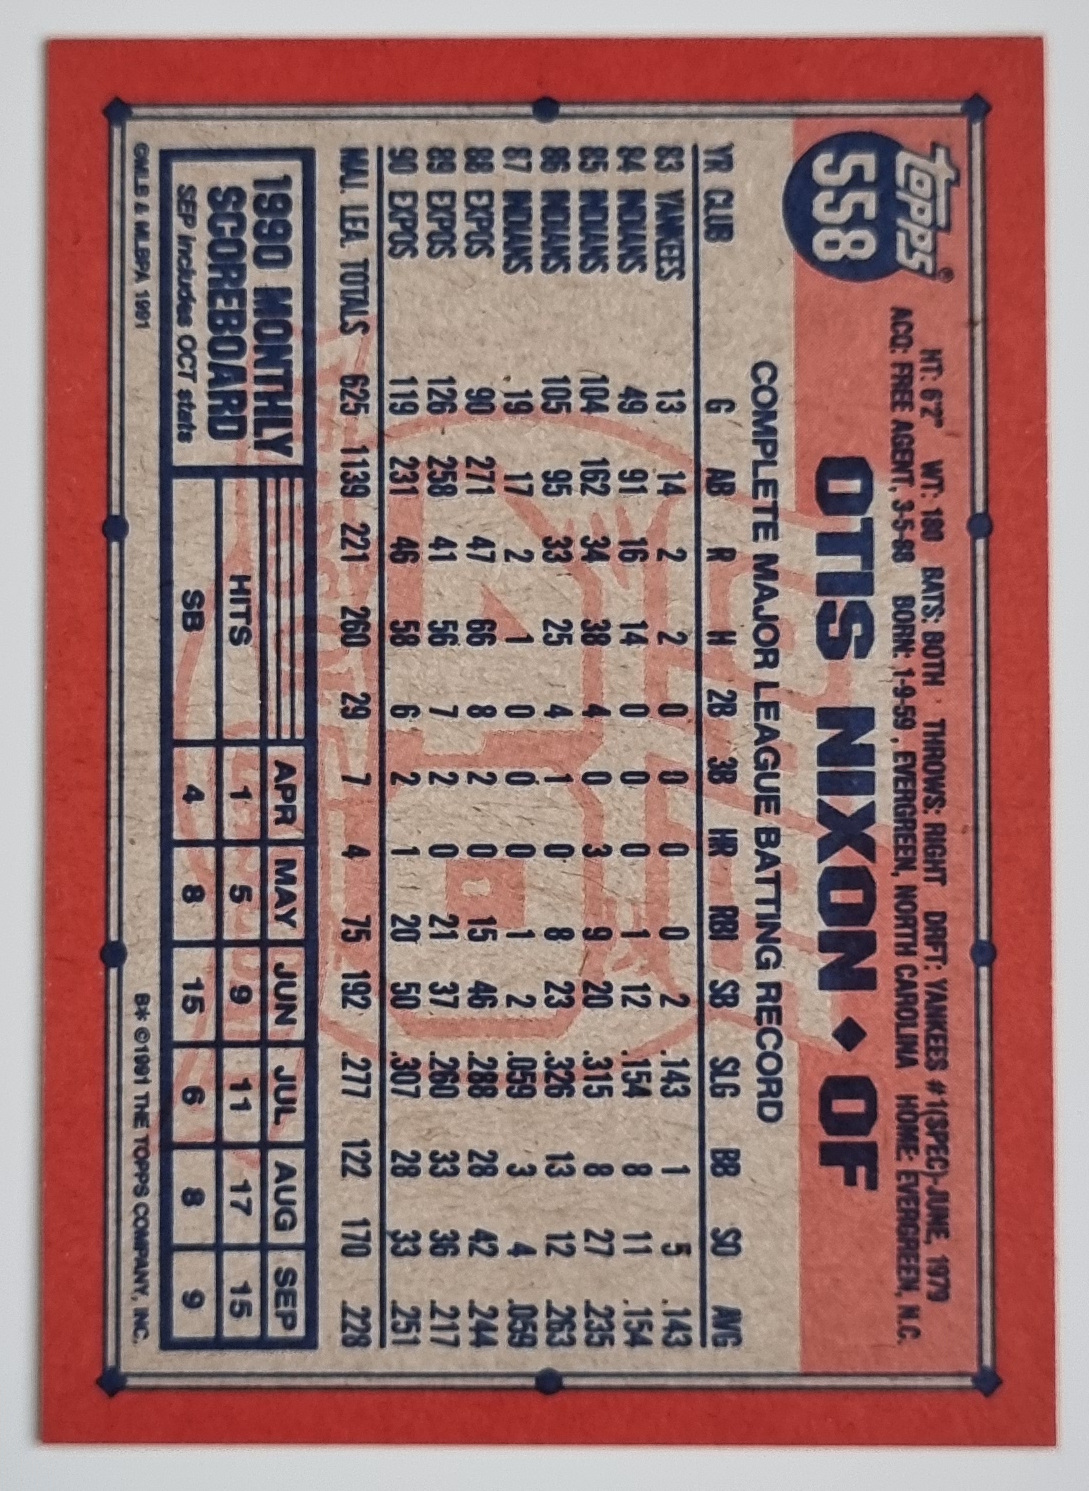 topps®
558
HT: 6'2" WT: 180 BATS: BOTH THROWS: RIGHT DRFT: YANKEES #1(SPEC)-JUNE, 1979
ACQ: FREE AGENT, 3-5-88 BORN: 1-9-59, EVERGREEN, NORTH CAROLINA HOME: EVERGREEN, N.C.
OTIS NIXON ◆ OF
COMPLETE MAJOR LEAGUE BATTING RECORD
YR CLUB G AB R H 2B 3B HR RBI SB SLG BB SO AVG
83 YANKEES 13 14 2 2 0 0 0 0 2 .143 1 5 .143
84 INDIANS 49 91 16 14 0 0 0 1 12 .154 8 11 .154
85 INDIANS 104 162 34 38 4 0 3 9 20 .315 8 27 .235
86 INDIANS 105 95 33 25 4 1 0 8 23 .326 13 12 .263
87 INDIANS 19 17 2 1 0 0 0 1 2 .059 3 4 .059
88 EXPOS 90 271 47 66 8 2 0 15 46 .288 28 42 .244
89 EXPOS 126 258 41 56 7 2 0 21 37 .260 33 36 .217
90 EXPOS 119 231 46 58 6 2 1 20 50 .307 28 33 .251
MAJ. LEA. TOTALS 625 1139 221 260 29 7 4 75 192 .277 122 170 .228
1990 MONTHLY
SCOREBOARD
SEP includes OCT stats
APR MAY JUN JUL AUG SEP
HITS 1 5 9 11 17 15
SB 4 8 15 6 8 9
©MLB & MLBPA 1991
B* ©1991 THE TOPPS COMPANY, INC.